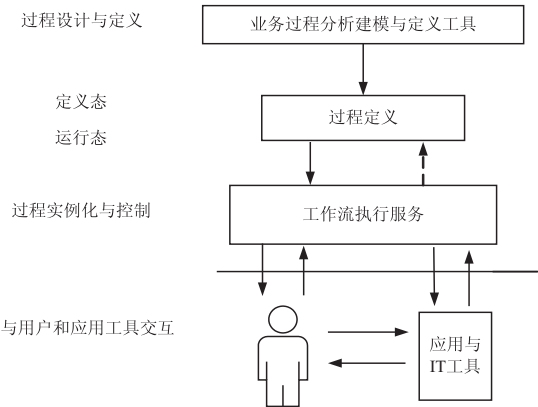 过程设计与定义
业务过程分析建模与定义工具
定义态
过程定义
运行态
过程实例化与控制
工作流执行服务
与用户和应用工具交互
应用与
IT工具